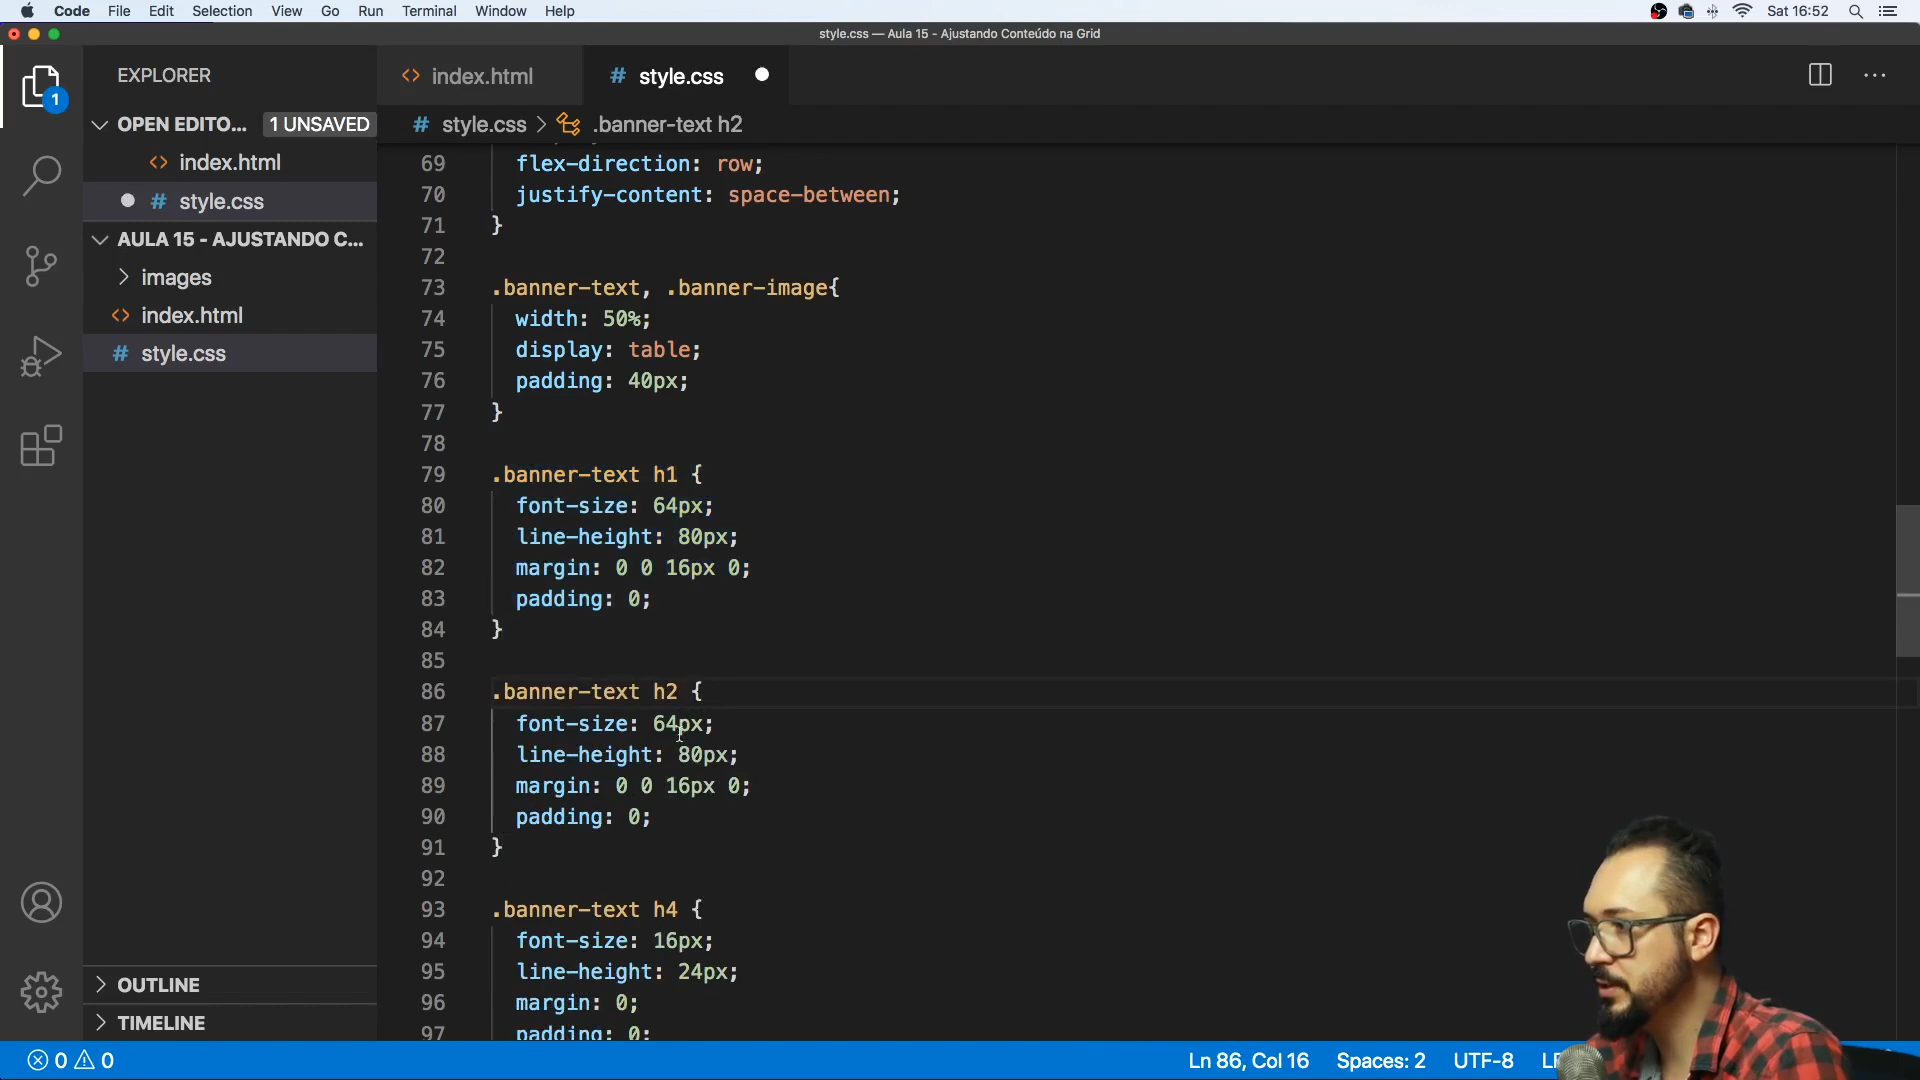 Code File Edit Selection View Go Run Terminal Window Help Sat 16:52
style.css — Aula 15 - Ajustando Conteúdo na Grid
EXPLORER
OPEN EDITO... 1 UNSAVED
<> index.html
# style.css
AULA 15 - AJUSTANDO C...
images
<> index.html
# style.css
OUTLINE
TIMELINE
1
<> index.html # style.css
# style.css > .banner-text h2
69 flex-direction: row;
70 justify-content: space-between;
71 }
72
73 .banner-text, .banner-image{
74 width: 50%;
75 display: table;
76 padding: 40px;
77 }
78
79 .banner-text h1 {
80 font-size: 64px;
81 line-height: 80px;
82 margin: 0 0 16px 0;
83 padding: 0;
84 }
85
86 .banner-text h2 {
87 font-size: 64px;
88 line-height: 80px;
89 margin: 0 0 16px 0;
90 padding: 0;
91 }
92
93 .banner-text h4 {
94 font-size: 16px;
95 line-height: 24px;
96 margin: 0;
97 padding: 0;
0 0 Ln 86, Col 16 Spaces: 2 UTF-8